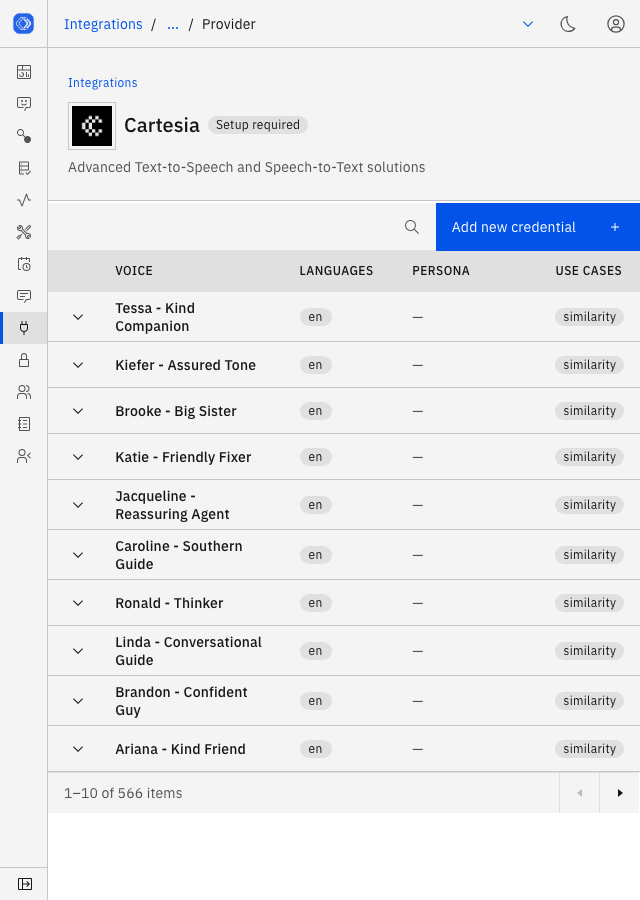 Integrations / ... / Provider
Integrations
Cartesia Setup required
Advanced Text-to-Speech and Speech-to-Text solutions
Add new credential +
VOICE LANGUAGES PERSONA USE CASES
Tessa - Kind
Companion
en — similarity
Kiefer - Assured Tone en — similarity
Brooke - Big Sister en — similarity
Katie - Friendly Fixer en — similarity
Jacqueline -
Reassuring Agent
en — similarity
Caroline - Southern
Guide
en — similarity
Ronald - Thinker en — similarity
Linda - Conversational
Guide
en — similarity
Brandon - Confident
Guy
en — similarity
Ariana - Kind Friend en — similarity
1–10 of 566 items